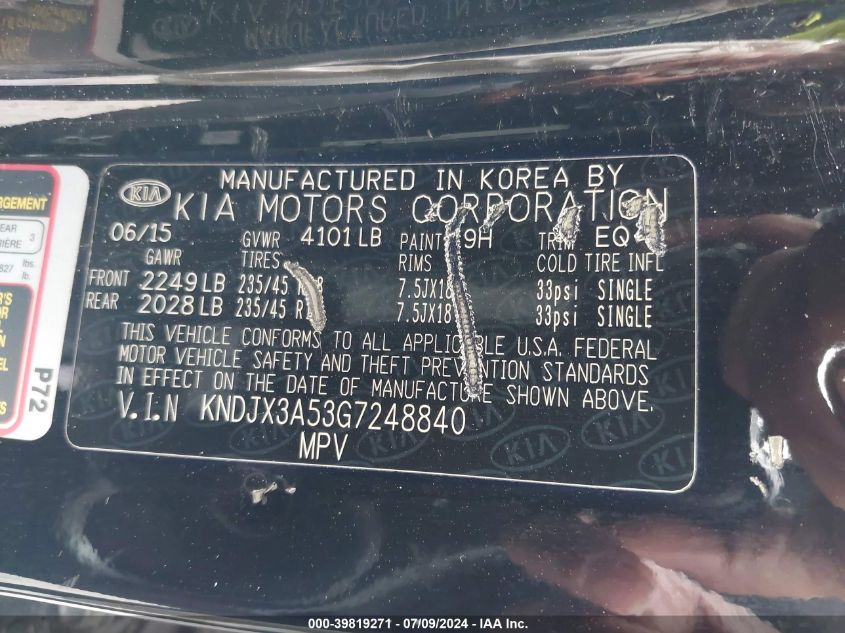 KIA
MANUFACTURED IN KOREA BY
KIA MOTORS CORPORATION
06/15 GVWR 4101 LB PAINT 9H TRIM EQ
GAWR TIRES RIMS COLD TIRE INFL
FRONT 2249 LB 235/45 7.5JX18 33psi SINGLE
REAR 2028 LB 235/45 7.5JX18 33psi SINGLE
THIS VEHICLE CONFORMS TO ALL APPLICABLE U.S.A. FEDERAL
MOTOR VEHICLE SAFETY AND THEFT PREVENTION STANDARDS
IN EFFECT ON THE DATE OF MANUFACTURE SHOWN ABOVE.
V.I.N KNDJX3A53G7248840
MPV
P72
000-39819271 - 07/09/2024 - IAA Inc.